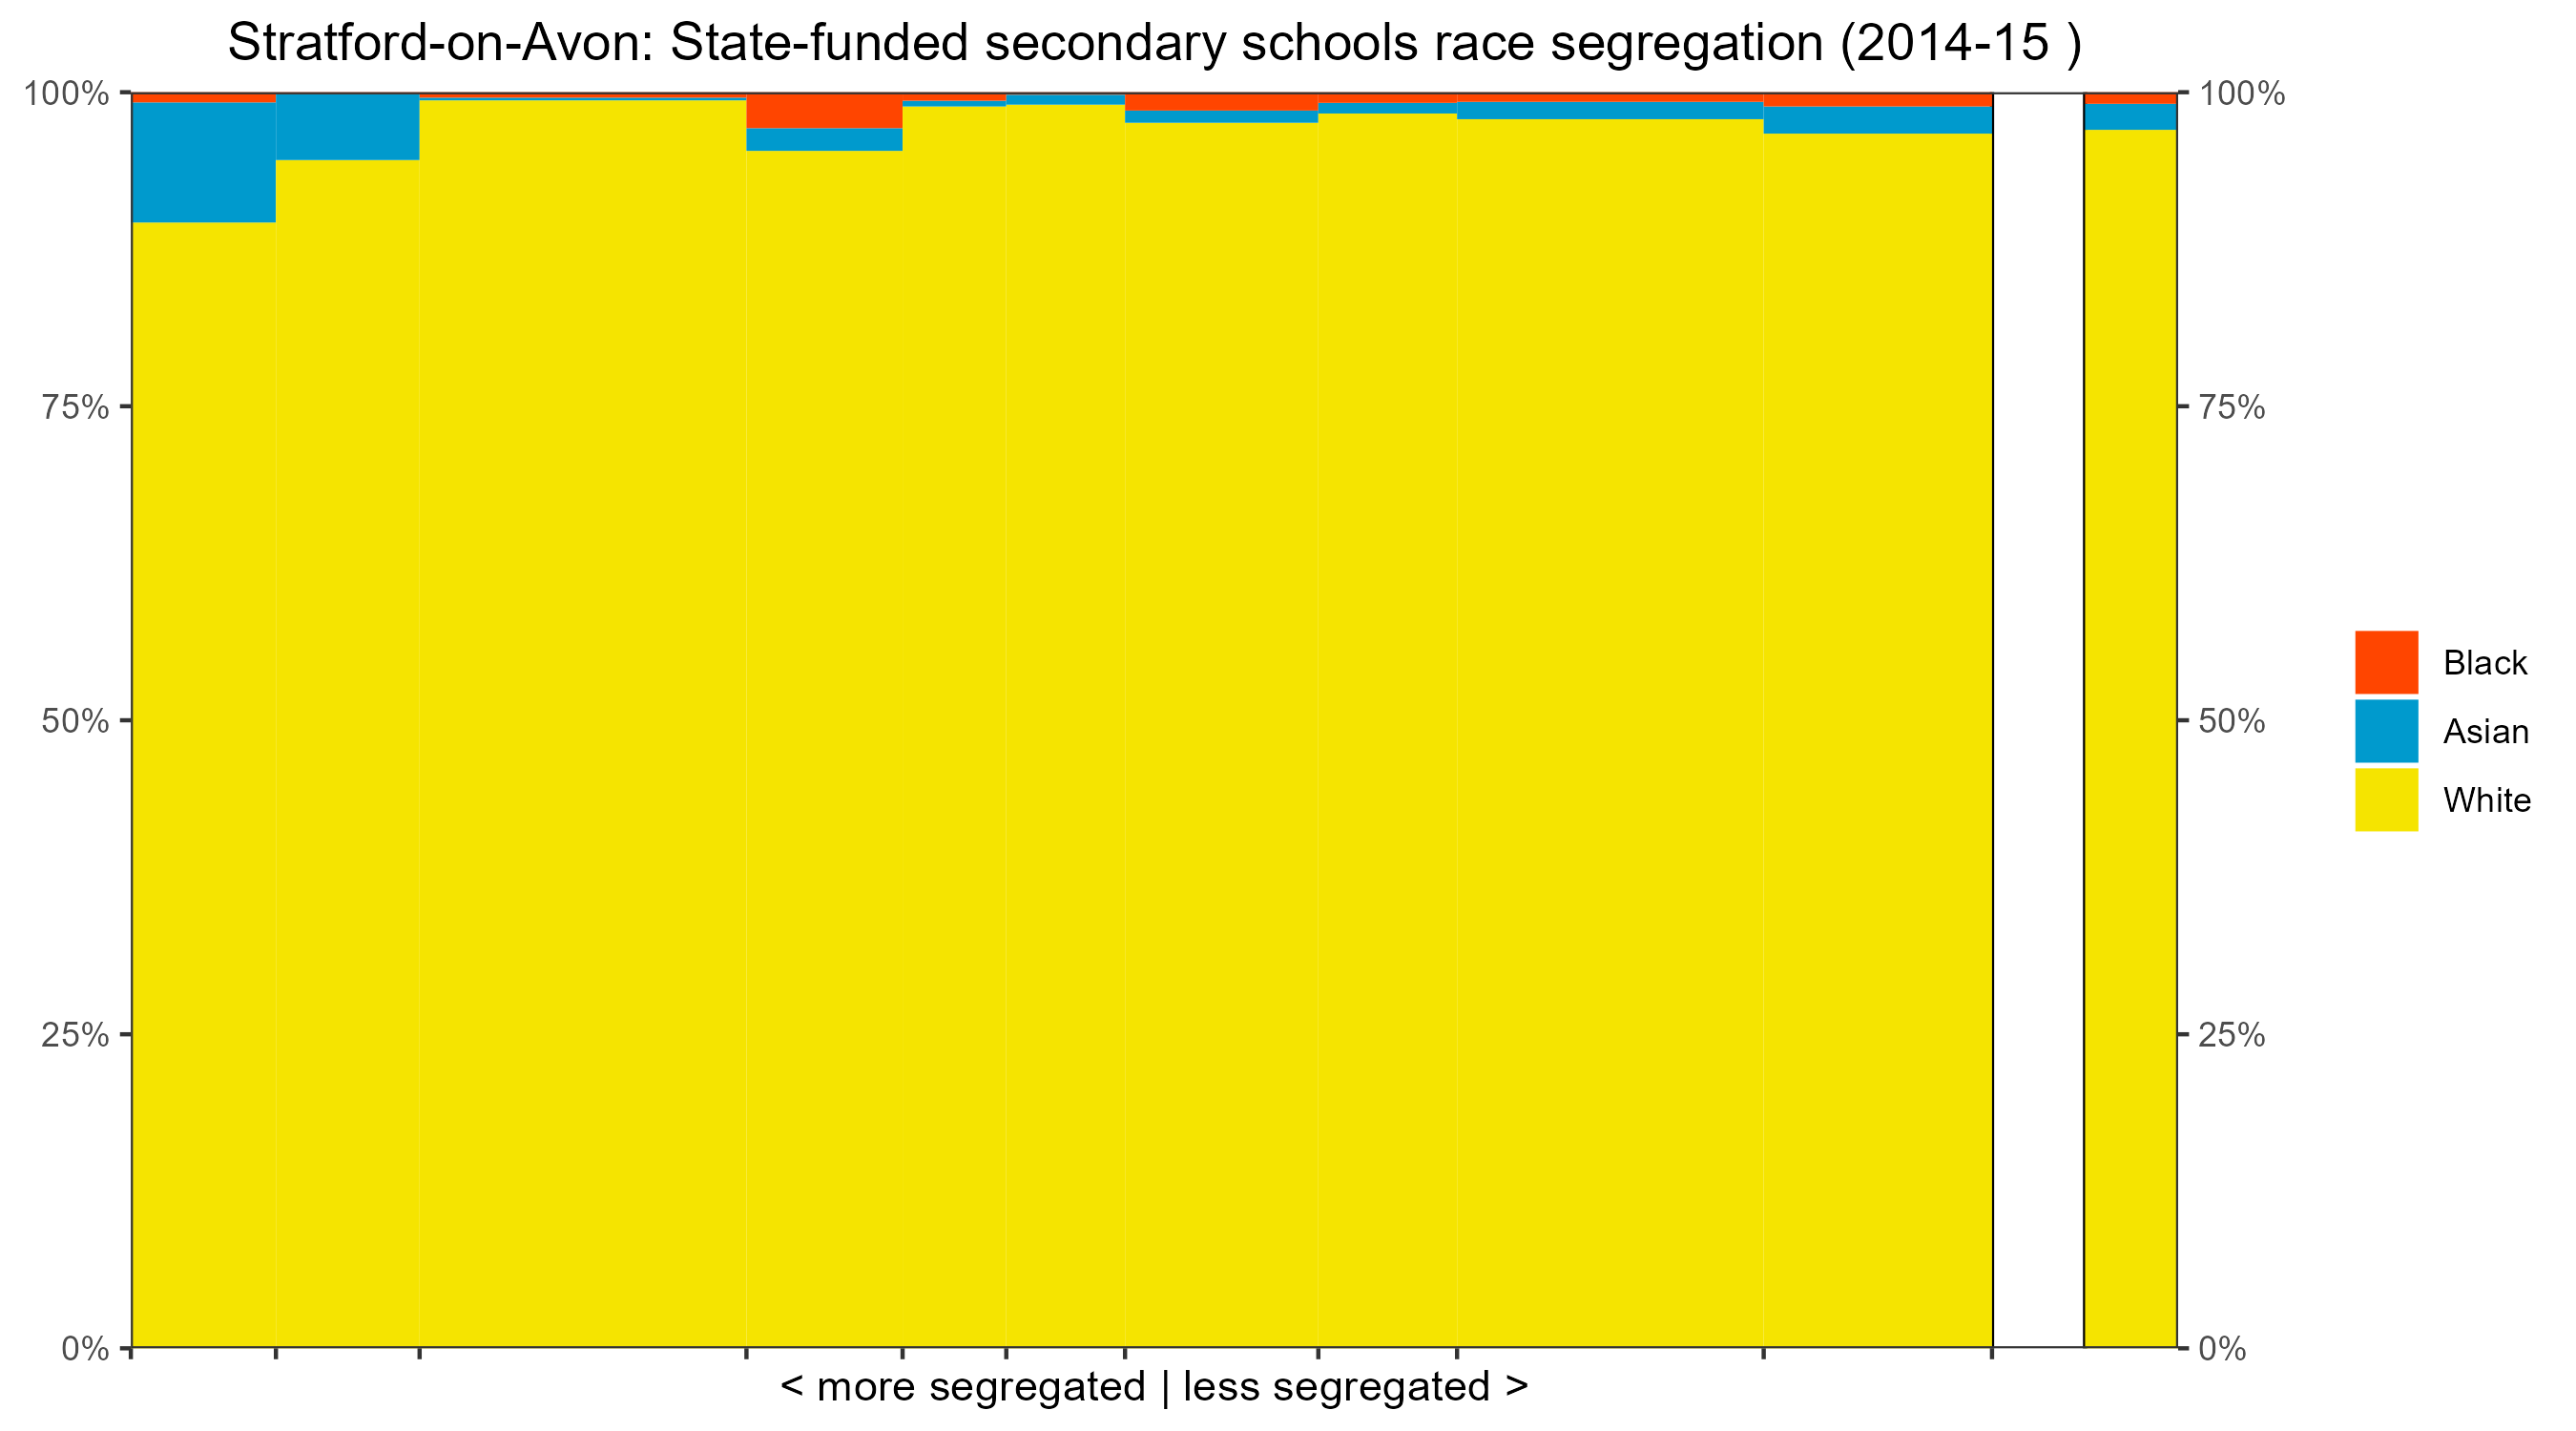 Stratford-on-Avon: State-funded secondary schools race segregation (2014-15 )
100%
75%
50%
25%
0%
100%
75%
50%
25%
0%
Black
Asian
White
< more segregated | less segregated >